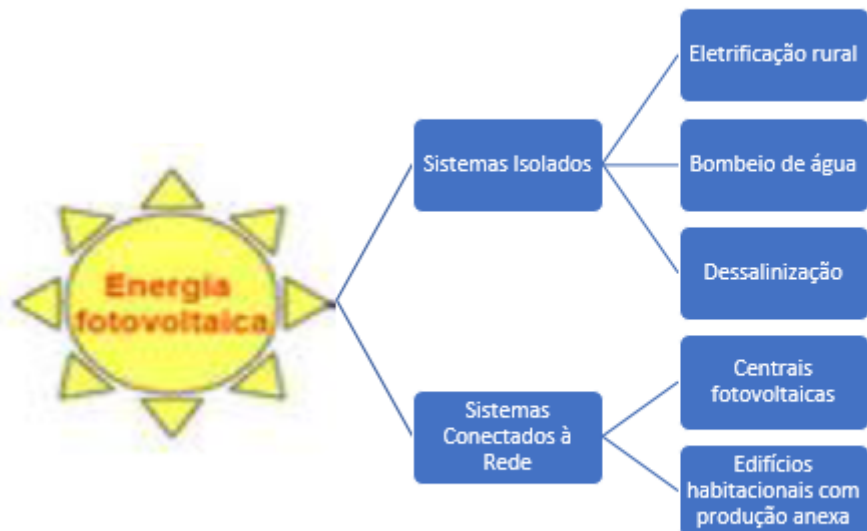 Energia
fotovoltaica
Sistemas Isolados
Eletrificação rural
Bombeio de água
Dessalinização
Sistemas
Conectados à
Rede
Centrais
fotovoltaicas
Edifícios
habitacionais com
produção anexa